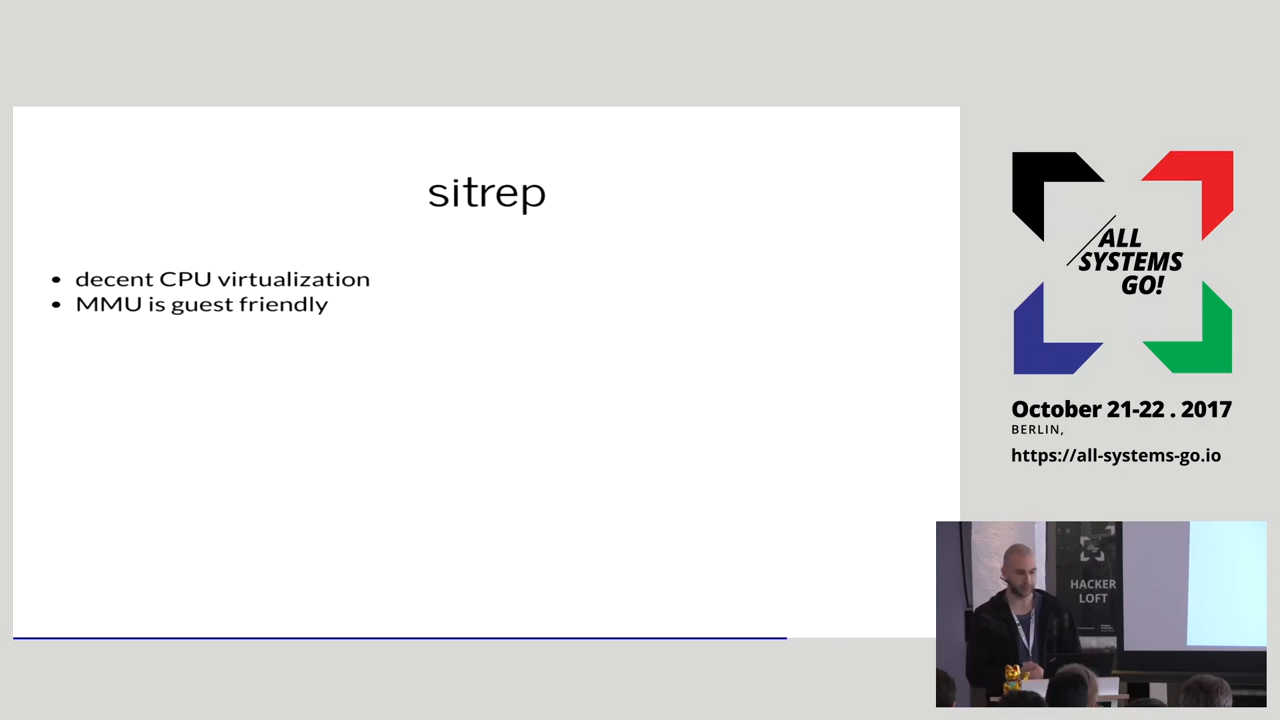 sitrep
• decent CPU virtualization
• MMU is guest friendly
ALL
SYSTEMS
GO!
October 21-22 . 2017
BERLIN,
https://all-systems-go.io
HACKER
LOFT